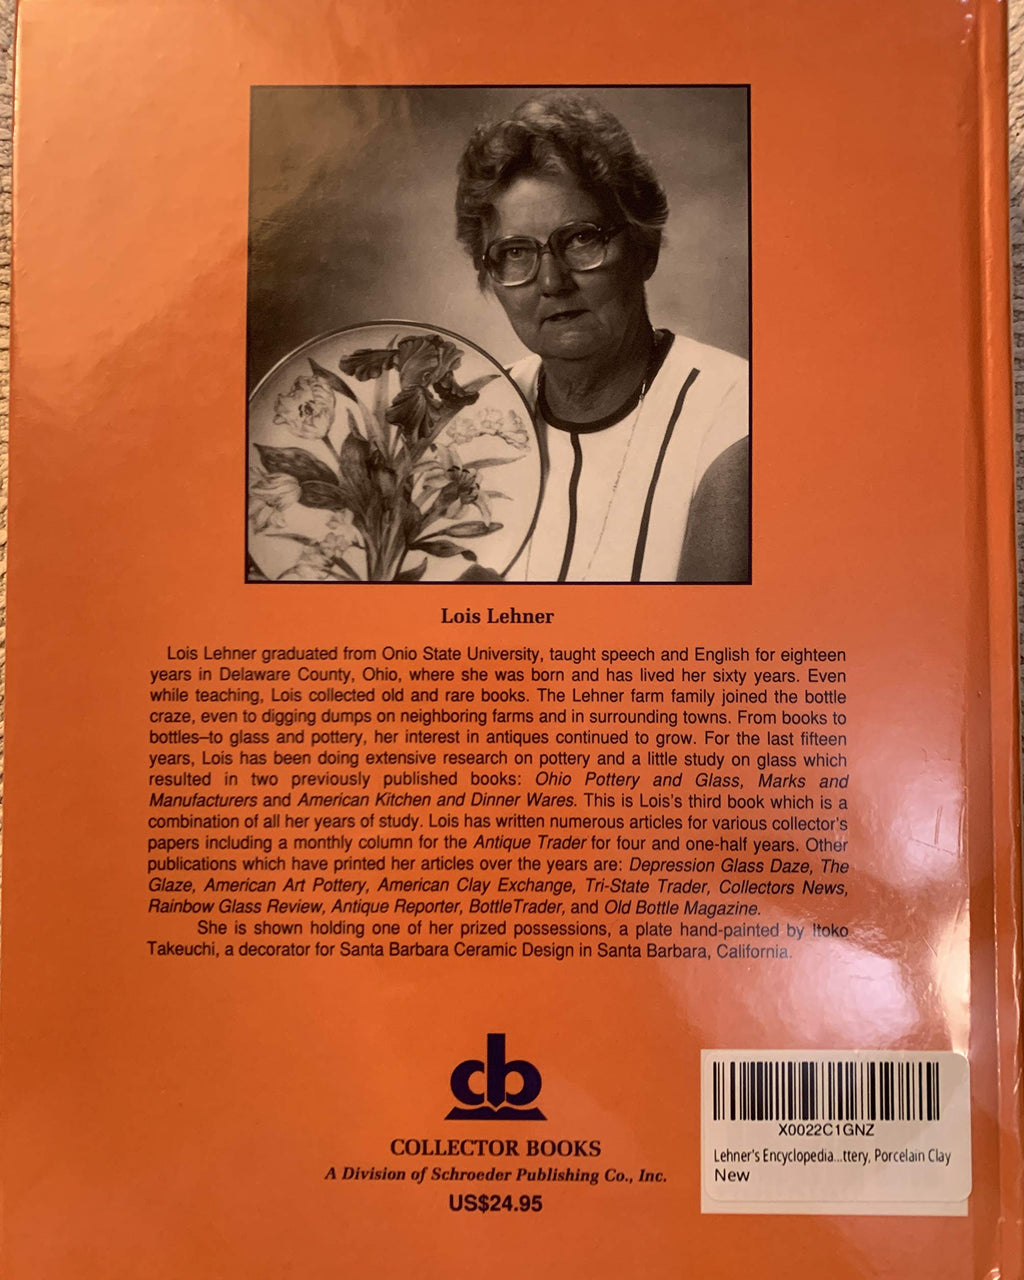 Lois Lehner
Lois Lehner graduated from Onio State University, taught speech and English for eighteen
years in Delaware County, Ohio, where she was born and has lived her sixty years. Even
while teaching, Lois collected old and rare books. The Lehner farm family joined the bottle
craze, even to digging dumps on neighboring farms and in surrounding towns. From books to
bottles–to glass and pottery, her interest in antiques continued to grow. For the last fifteen
years, Lois has been doing extensive research on pottery and a little study on glass which
resulted in two previously published books: Ohio Pottery and Glass, Marks and
Manufacturers and American Kitchen and Dinner Wares. This is Lois's third book which is a
combination of all her years of study. Lois has written numerous articles for various collector's
papers including a monthly column for the Antique Trader for four and one-half years. Other
publications which have printed her articles over the years are: Depression Glass Daze, The
Glaze, American Art Pottery, American Clay Exchange, Tri-State Trader, Collectors News,
Rainbow Glass Review, Antique Reporter, BottleTrader, and Old Bottle Magazine.
She is shown holding one of her prized possessions, a plate hand-painted by Itoko
Takeuchi, a decorator for Santa Barbara Ceramic Design in Santa Barbara, California.
cb
COLLECTOR BOOKS
A Division of Schroeder Publishing Co., Inc.
US$24.95
X0022C1GNZ
Lehner's Encyclopedia...ttery, Porcelain Clay
New